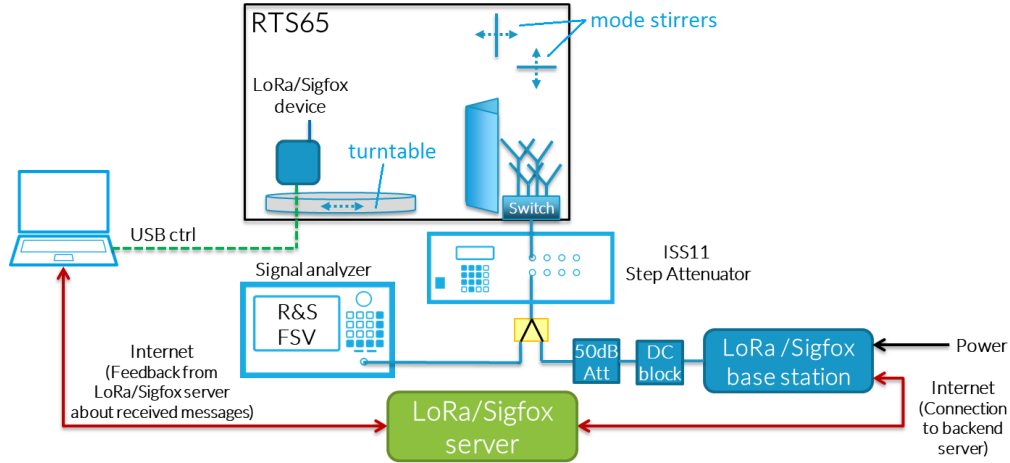 RTS65
mode stirrers
LoRa/Sigfox
device
turntable
Switch
USB ctrl
ISS11
Step Attenuator
Signal analyzer
R&S
FSV
50dB
Att
DC
block
LoRa /Sigfox
base station
Power
Internet
(Feedback from
LoRa/Sigfox server
about received messages)
LoRa/Sigfox
server
Internet
(Connection
to backend
server)